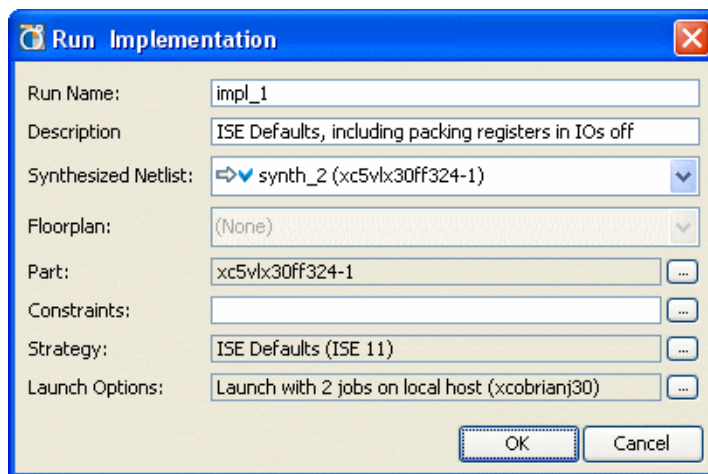 Run Implementation
Run Name: impl_1
Description ISE Defaults, including packing registers in IOs off
Synthesized Netlist: synth_2 (xc5vlx30ff324-1)
Floorplan: (None)
Part: xc5vlx30ff324-1 ...
Constraints: ...
Strategy: ISE Defaults (ISE 11) ...
Launch Options: Launch with 2 jobs on local host (xcobrianj30) ...
OK Cancel